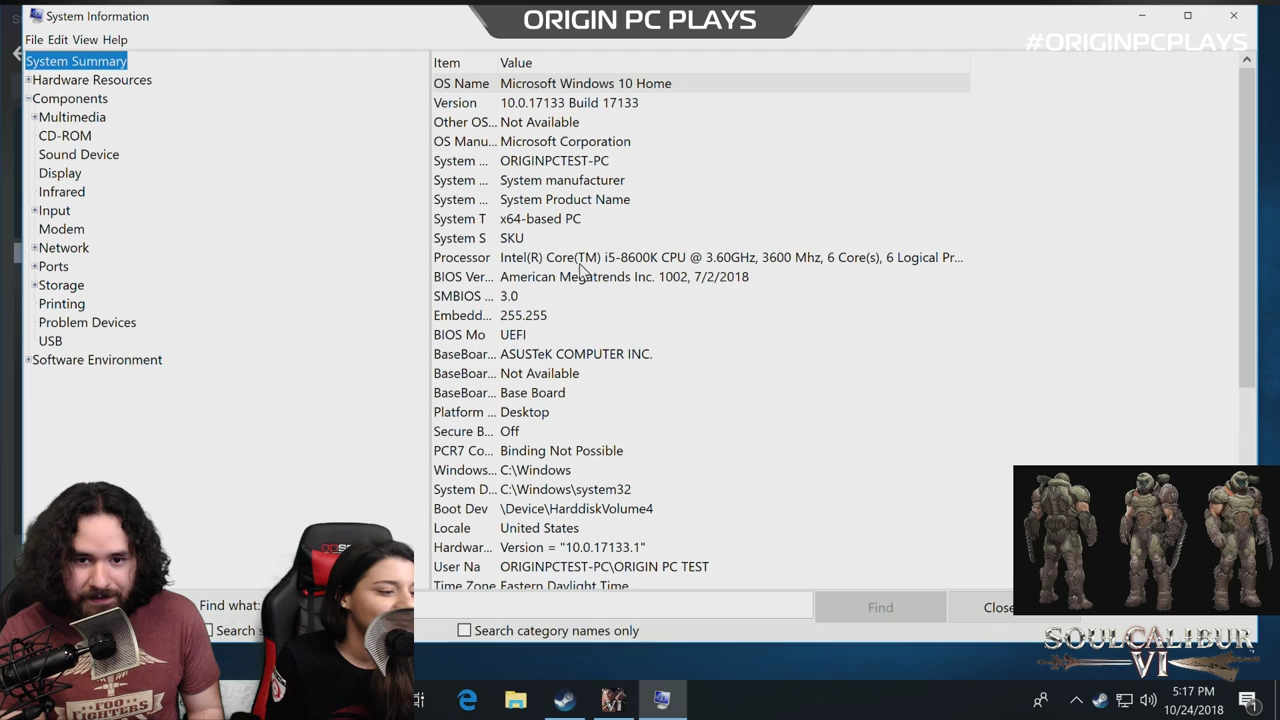 System Information
ORIGIN PC PLAYS
#ORIGINPCPLAYS
File Edit View Help
System Summary
Hardware Resources
Components
Multimedia
CD-ROM
Sound Device
Display
Infrared
Input
Modem
Network
Ports
Storage
Printing
Problem Devices
USB
Software Environment
Item Value
OS Name Microsoft Windows 10 Home
Version 10.0.17133 Build 17133
Other OS... Not Available
OS Manu... Microsoft Corporation
System ... ORIGINPCTEST-PC
System ... System manufacturer
System ... System Product Name
System T x64-based PC
System S SKU
Processor Intel(R) Core(TM) i5-8600K CPU @ 3.60GHz, 3600 Mhz, 6 Core(s), 6 Logical Pr...
BIOS Ver... American Megatrends Inc. 1002, 7/2/2018
SMBIOS ... 3.0
Embedd... 255.255
BIOS Mo UEFI
BaseBoar... ASUSTeK COMPUTER INC.
BaseBoar... Not Available
BaseBoar... Base Board
Platform ... Desktop
Secure B... Off
PCR7 Co... Binding Not Possible
Windows... C:\Windows
System D... C:\Windows\system32
Boot Dev \Device\HarddiskVolume4
Locale United States
Hardwar... Version = "10.0.17133.1"
User Na ORIGINPCTEST-PC\ORIGIN PC TEST
Time Zone Eastern Daylight Time
Find what:
Find
Close
Search s
Search category names only
SOULCALIBUR
VI
FOO
FIGHTERS
5:17 PM
10/24/2018
1